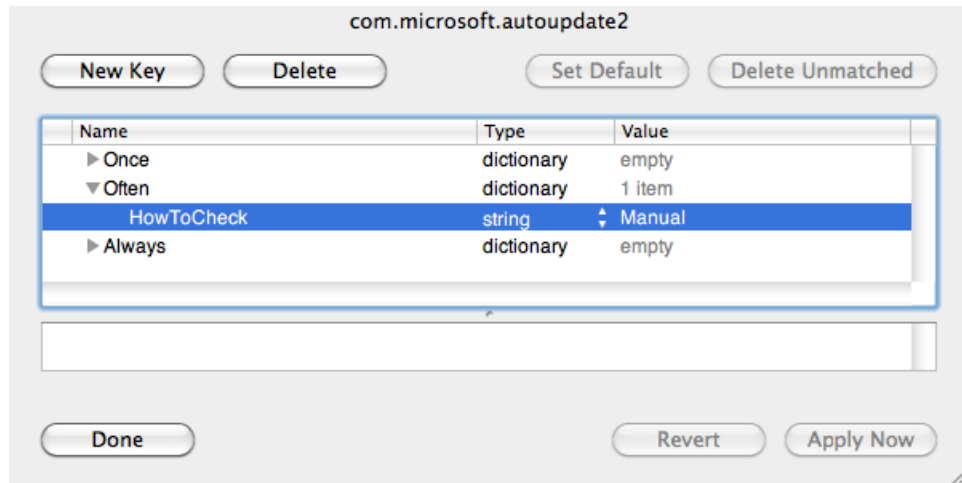 com.microsoft.autoupdate2
New Key Delete Set Default Delete Unmatched
Name Type Value
Once dictionary empty
Often dictionary 1 item
HowToCheck string Manual
Always dictionary empty
Done Revert Apply Now